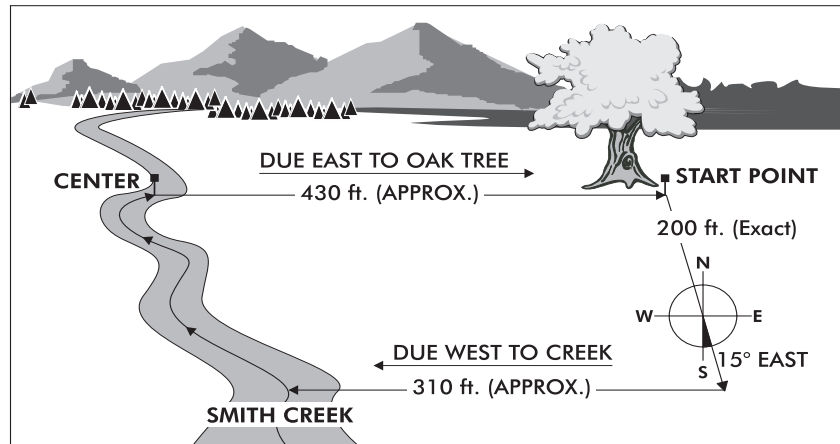 DUE EAST TO OAK TREE
CENTER
START POINT
430 ft. (APPROX.)
200 ft. (Exact)
N
W
E
S
15° EAST
DUE WEST TO CREEK
310 ft. (APPROX.)
SMITH CREEK